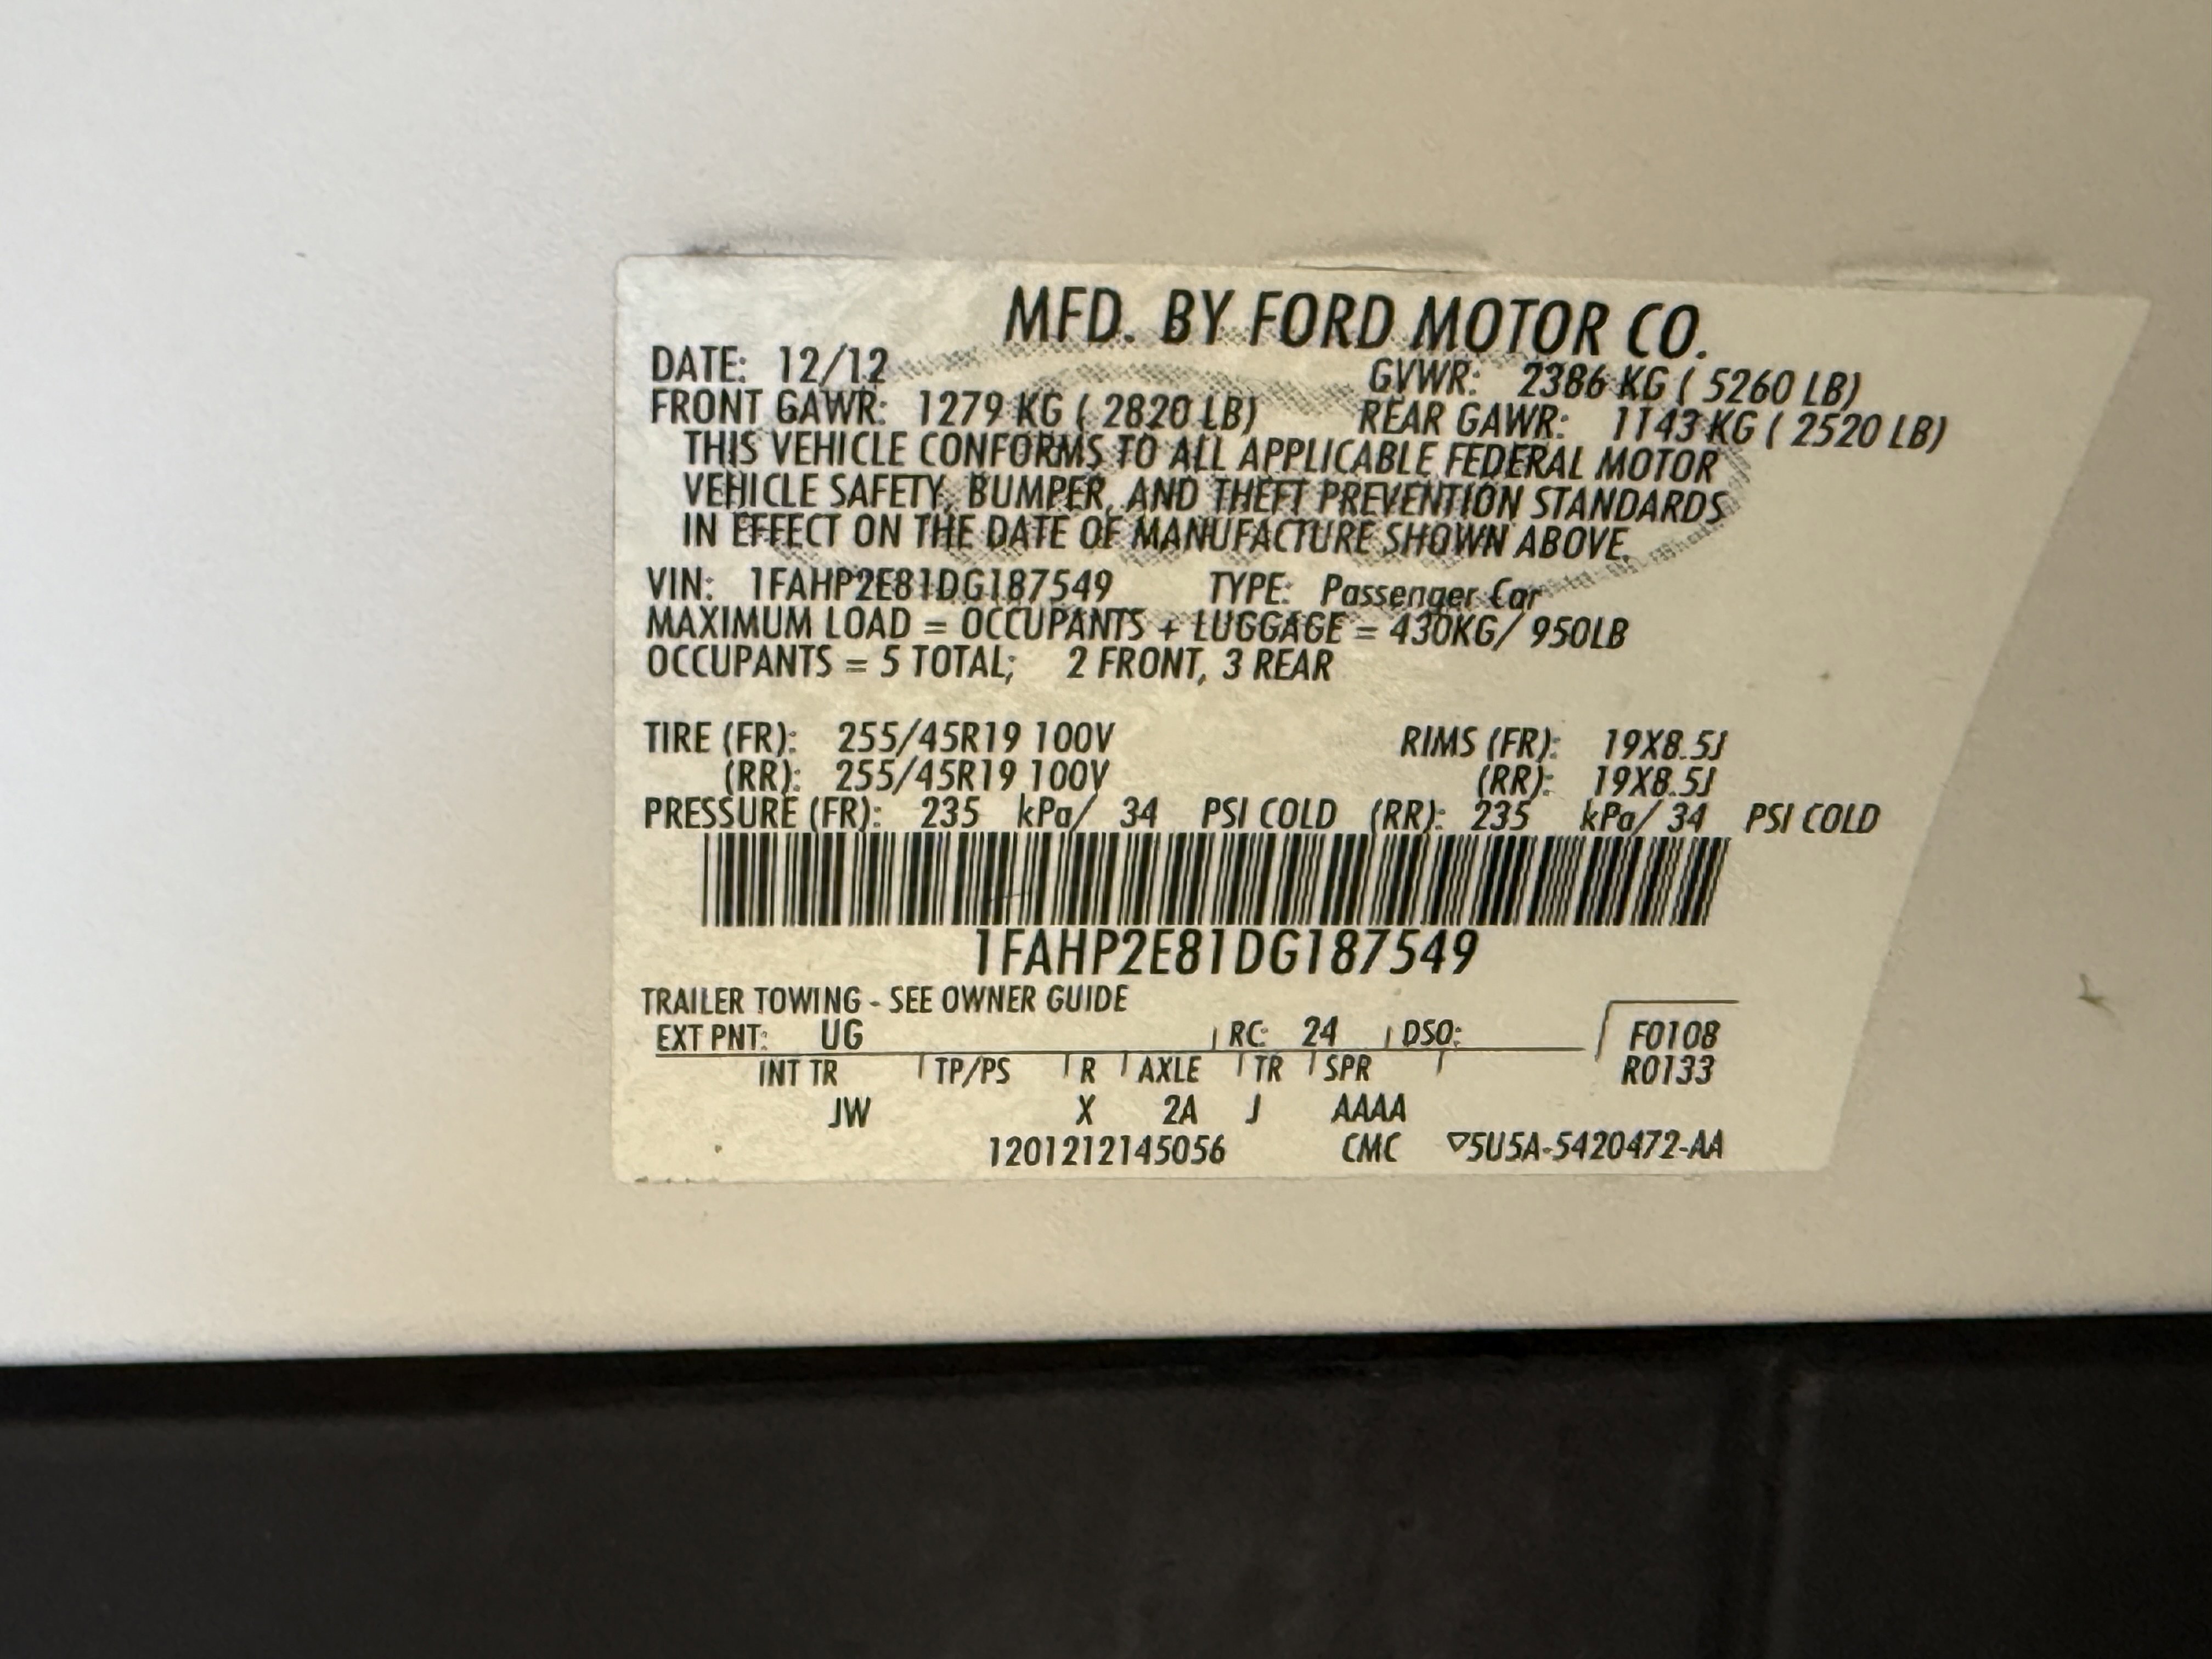 MFD. BY FORD MOTOR CO.
DATE: 12/12 GVWR: 2386 KG ( 5260 LB)
FRONT GAWR: 1279 KG ( 2820 LB) REAR GAWR: 1143 KG ( 2520 LB)
THIS VEHICLE CONFORMS TO ALL APPLICABLE FEDERAL MOTOR
VEHICLE SAFETY, BUMPER, AND THEFT PREVENTION STANDARDS
IN EFFECT ON THE DATE OF MANUFACTURE SHOWN ABOVE.
VIN: 1FAHP2E81DG187549 TYPE: Passenger Car
MAXIMUM LOAD = OCCUPANTS + LUGGAGE = 430KG/ 950LB
OCCUPANTS = 5 TOTAL; 2 FRONT, 3 REAR
TIRE (FR): 255/45R19 100V RIMS (FR): 19X8.5J
(RR): 255/45R19 100V (RR): 19X8.5J
PRESSURE (FR): 235 kPa/ 34 PSI COLD (RR): 235 kPa/ 34 PSI COLD
1FAHP2E81DG187549
TRAILER TOWING - SEE OWNER GUIDE
EXT PNT: UG RC: 24 DSO: F0108
INT TR TP/PS R AXLE TR SPR R0133
JW X 2A J AAAA
1201212145056 CMC ▽5U5A-5420472-AA